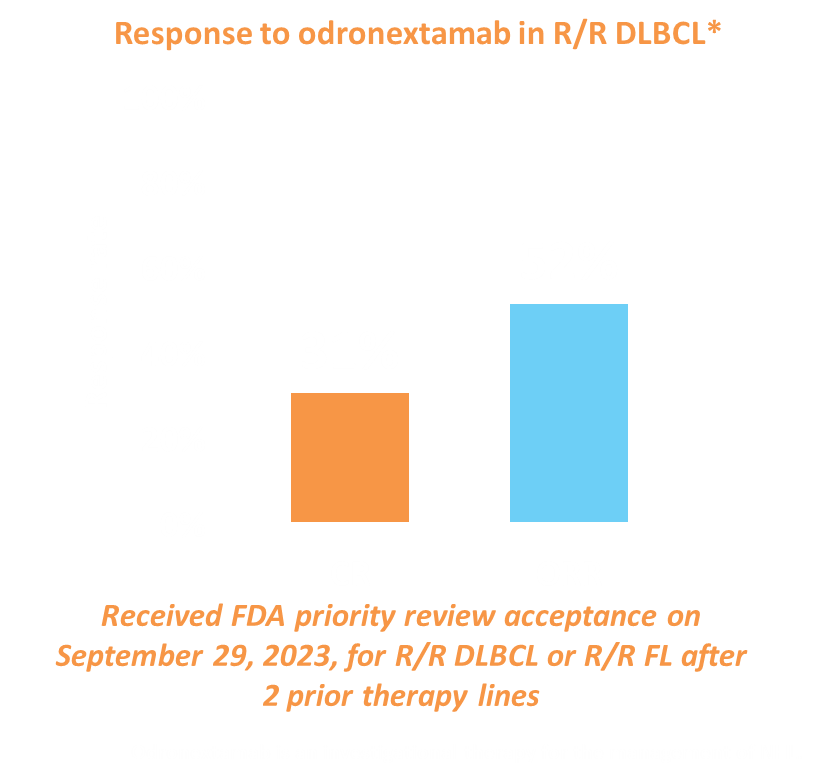 Response to odronextamab in R/R DLBCL*
Received FDA priority review acceptance on
September 29, 2023, for R/R DLBCL or R/R FL after
2 prior therapy lines